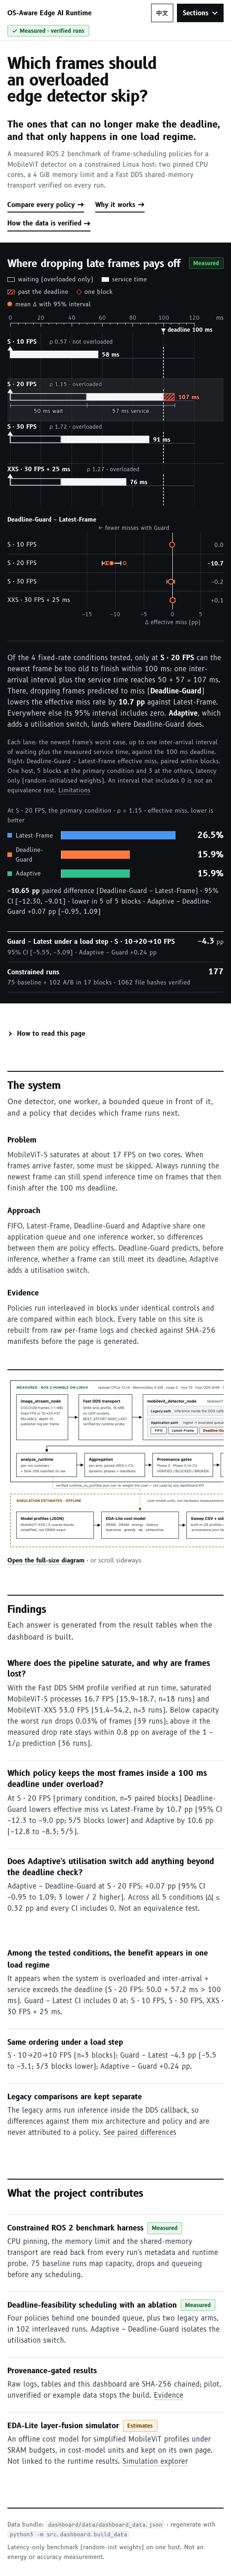 OS-Aware Edge AI Runtime
中文
Sections
✓ Measured · verified runs
Which frames should
an overloaded
edge detector skip?
The ones that can no longer make the deadline,
and that only happens in one load regime.
A measured ROS 2 benchmark of frame-scheduling policies for a
MobileViT detector on a constrained Linux host: two pinned CPU
cores, a 4 GiB memory limit and a Fast DDS shared-memory
transport verified on every run.
Compare every policy →
Why it works →
How the data is verified →
Where dropping late frames pays off
Measured
waiting (overloaded only)
service time
past the deadline
one block
mean Δ with 95% interval
0 20 40 60 80 100 120 ms
deadline 100 ms
S · 10 FPS ρ 0.57 · not overloaded
58 ms
S · 20 FPS ρ 1.15 · overloaded
107 ms
50 ms wait 57 ms service
S · 30 FPS ρ 1.72 · overloaded
91 ms
XXS · 30 FPS + 25 ms ρ 1.27 · overloaded
76 ms
Deadline-Guard − Latest-Frame
← fewer misses with Guard
S · 10 FPS 0.0
S · 20 FPS −10.7
S · 30 FPS −0.2
XXS · 30 FPS + 25 ms +0.1
−15 −10 −5 0 5
Δ effective miss (pp)
Of the 4 fixed-rate conditions tested, only at S · 20 FPS can the
newest frame be too old to finish within 100 ms: one inter-
arrival interval plus the service time reaches 50 + 57 = 107 ms.
There, dropping frames predicted to miss (Deadline-Guard)
lowers the effective miss rate by 10.7 pp against Latest-Frame.
Everywhere else its 95% interval includes zero. Adaptive, which
adds a utilisation switch, lands where Deadline-Guard does.
Each lane: the newest frame's worst case, up to one inter-arrival interval
of waiting plus the measured service time, against the 100 ms deadline.
Right: Deadline-Guard − Latest-Frame effective miss, paired within blocks.
One host, 5 blocks at the primary condition and 3 at the others, latency
only (random-initialised weights). An interval that includes 0 is not an
equivalence test. Limitations
At S · 20 FPS, the primary condition · ρ = 1.15 · effective miss, lower is
better
Latest-Frame 26.5%
Deadline-
Guard 15.9%
Adaptive 15.9%
−10.65 pp paired difference (Deadline-Guard − Latest-Frame) · 95%
CI [−12.30, −9.01] · lower in 5 of 5 blocks · Adaptive − Deadline-
Guard +0.07 pp [−0.95, 1.09]
Guard − Latest under a load step · S · 10→20→10 FPS −4.3 pp
95% CI [−5.55, −3.09] · Adaptive − Guard +0.24 pp
Constrained runs 177
75 baseline + 102 A/B in 17 blocks · 1062 file hashes verified
How to read this page
The system
One detector, one worker, a bounded queue in front of it,
and a policy that decides which frame runs next.
Problem
MobileViT-S saturates at about 17 FPS on two cores. When
frames arrive faster, some must be skipped. Always running the
newest frame can still spend inference time on frames that then
finish after the 100 ms deadline.
Approach
FIFO, Latest-Frame, Deadline-Guard and Adaptive share one
application queue and one inference worker, so differences
between them are policy effects. Deadline-Guard predicts, before
inference, whether a frame can still meet its deadline; Adaptive
adds a utilisation switch.
Evidence
Policies run interleaved in blocks under identical controls and
are compared within each block. Every table on this site is
rebuilt from raw per-frame logs and checked against SHA-256
manifests before the page is generated.
MEASURED · ROS 2 HUMBLE ON LINUX
image_stream_node
Fast DDS transport
mobilevit_detector_node
FIFO
Latest-Frame
analyze_runtime
Aggregation
Provenance gates
SIMULATION ESTIMATES · OFFLINE
Model profiles (JSON)
EDA-Lite cost model
Open the full-size diagram · or scroll sideways
Findings
Each answer is generated from the result tables when the
dashboard is built.
Where does the pipeline saturate, and why are frames
lost?
With the Fast DDS SHM profile verified at run time, saturated
MobileViT-S processes 16.7 FPS [15.9–18.7, n=18 runs] and
MobileViT-XXS 53.0 FPS [51.4–54.2, n=3 runs]. Below capacity
the worst run drops 0.03% of frames (39 runs); above it the
measured drop rate stays within 0.8 pp on average of the 1 −
1/ρ prediction (36 runs).
Which policy keeps the most frames inside a 100 ms
deadline under overload?
At S · 20 FPS (primary condition, n=5 paired blocks) Deadline-
Guard lowers effective miss vs Latest-Frame by 10.7 pp [95% CI
−12.3 to −9.0 pp; 5/5 blocks lower] and Adaptive by 10.6 pp
[−12.8 to −8.3; 5/5].
Does Adaptive's utilisation switch add anything beyond
the deadline check?
Adaptive − Deadline-Guard at S · 20 FPS: +0.07 pp [95% CI
−0.95 to 1.09; 3 lower / 2 higher]. Across all 5 conditions |Δ| ≤
0.32 pp and every CI includes 0. Not an equivalence test.
Among the tested conditions, the benefit appears in one
load regime
It appears when the system is overloaded and inter-arrival +
service exceeds the deadline (S · 20 FPS: 50.0 + 57.2 ms > 100
ms). Guard − Latest CI includes 0 at: S · 10 FPS, S · 30 FPS, XXS ·
30 FPS + 25 ms.
Same ordering under a load step
S · 10→20→10 FPS (n=3 blocks): Guard − Latest −4.3 pp [−5.5
to −3.1; 3/3 blocks lower]; Adaptive − Guard +0.24 pp.
Legacy comparisons are kept separate
The legacy arms run inference inside the DDS callback, so
differences against them mix architecture and policy and are
never attributed to a policy. See paired differences
What the project contributes
Constrained ROS 2 benchmark harness Measured
CPU pinning, the memory limit and the shared-memory
transport are read back from every run's metadata and runtime
probe. 75 baseline runs map capacity, drops and queueing
before any scheduling.
Deadline-feasibility scheduling with an ablation Measured
Four policies behind one bounded queue, plus two legacy arms,
in 102 interleaved runs. Adaptive − Deadline-Guard isolates the
utilisation switch.
Provenance-gated results
Raw logs, tables and this dashboard are SHA-256 chained; pilot,
unverified or example data stops the build. Evidence
EDA-Lite layer-fusion simulator Estimates
An offline cost model for simplified MobileViT profiles under
SRAM budgets, in cost-model units and kept on its own page.
Not linked to the runtime results. Simulation explorer
Data bundle: dashboard/data/dashboard_data.json · regenerate with
python3 -m src.dashboard.build_data
Latency-only benchmark (random-init weights) on one host. Not an
energy or accuracy measurement.